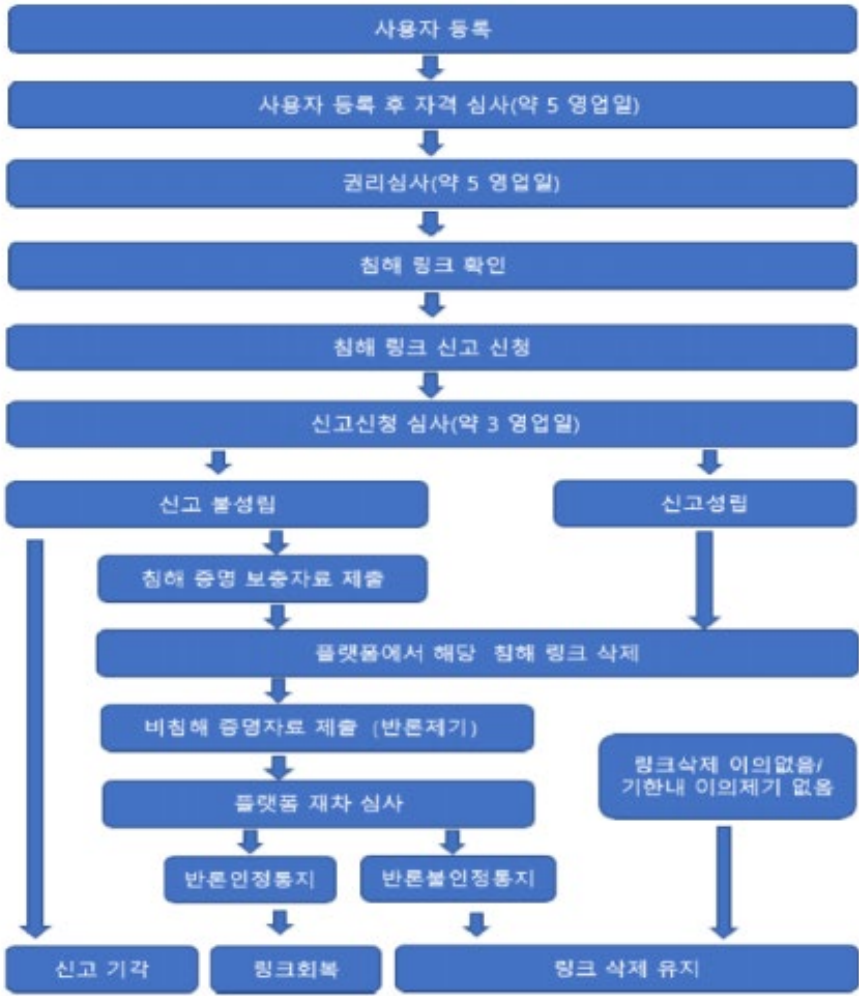 사용자 등록
사용자 등록 후 자격 심사(약 5 영업일)
권리심사(약 5 영업일)
침해 링크 확인
침해 링크 신고 신청
신고신청 심사(약 3 영업일)
신고 불성립
신고성립
침해 증명 보충자료 제출
플랫폼에서 해당 침해 링크 삭제
비침해 증명자료 제출 (반론제기)
링크삭제 이의없음/
기한내 이의제기 없음
플랫폼 재차 심사
반론인정통지
반론불인정통지
신고 기각
링크회복
링크 삭제 유지